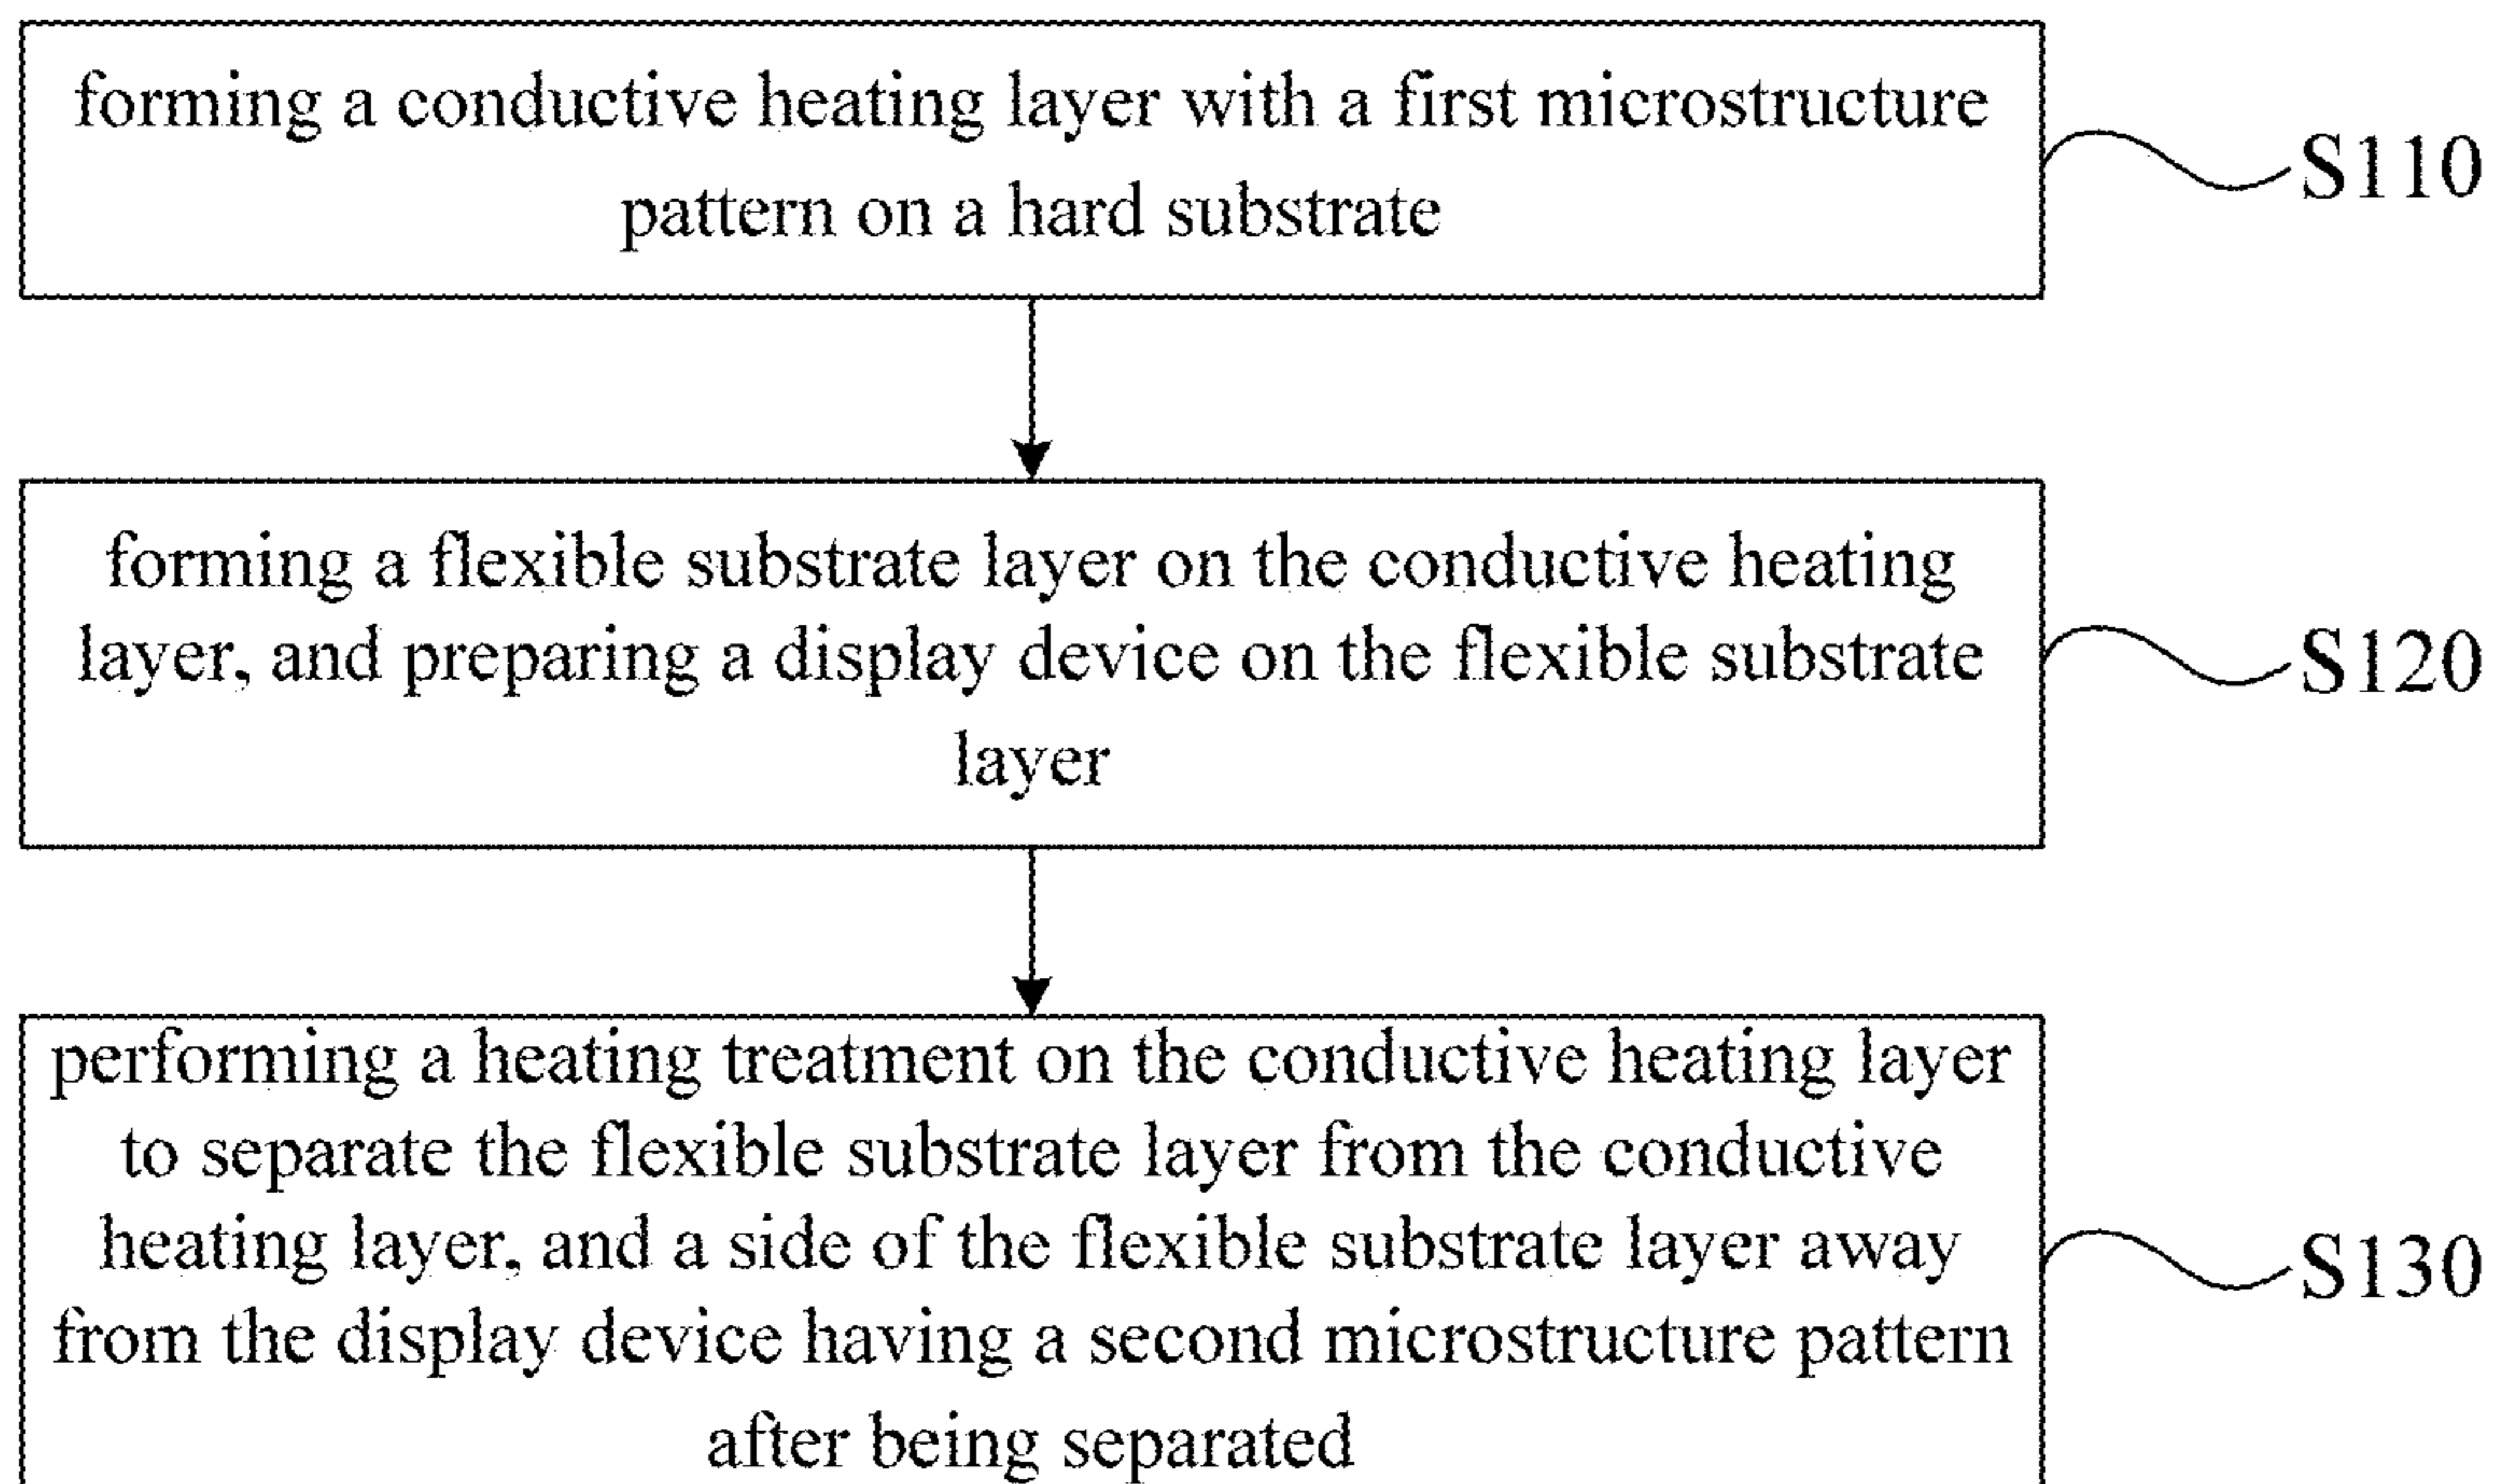 forming a conductive heating layer with a first microstructure
pattern on a hard substrate
S110
forming a flexible substrate layer on the conductive heating
layer, and preparing a display device on the flexible substrate
layer
S120
performing a heating treatment on the conductive heating layer
to separate the flexible substrate layer from the conductive
heating layer, and a side of the flexible substrate layer away
from the display device having a second microstructure pattern
after being separated
S130